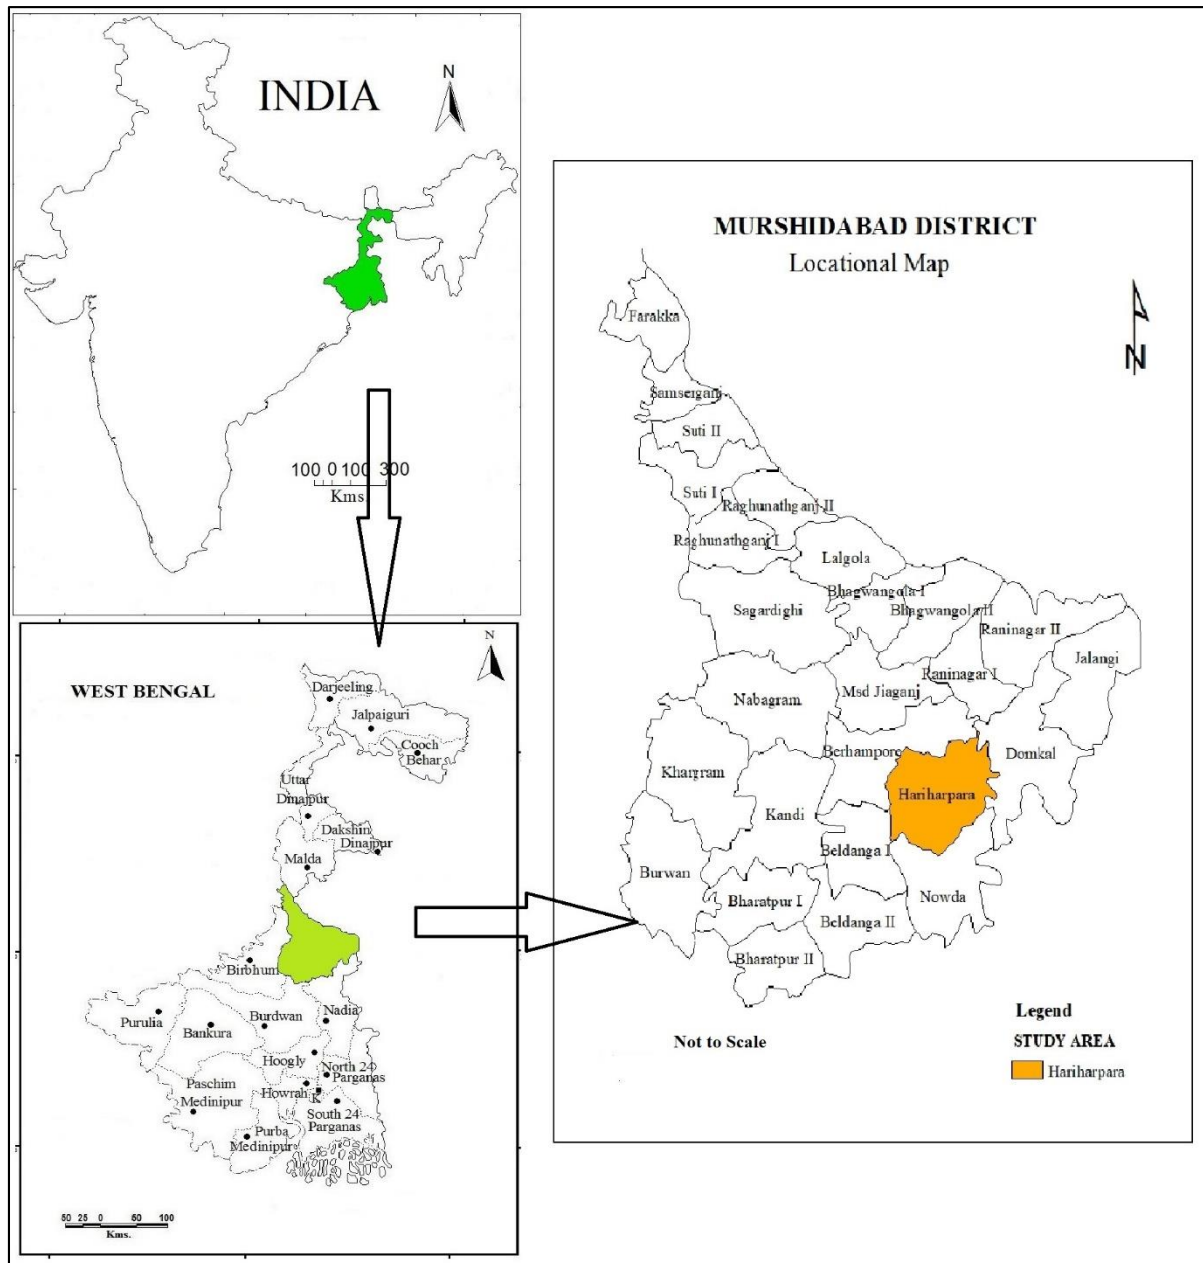 INDIA
N
100 0 100 300
Kms.
WEST BENGAL
N
Darjeeling
Jalpaiguri
Cooch
Behar
Uttar
Dinajpur
Dakshin
Dinajpur
Malda
Birbhum
Purulia
Bankura
Burdwan
Nadia
Hoogly
North 24
Parganas
Howrah
K
Paschim
Medinipur
South 24
Parganas
Purba
Medinipur
50 25 0 50 100
Kms.
MURSHIDABAD DISTRICT
Locational Map
N
Farakka
Samserganj
Suti II
Suti I
Raghunathganj II
Raghunathganj I
Lalgola
Bhagwangola I
Sagardighi
Bhagwangola II
Raninagar II
Jalangi
Raninagar I
Nabagram
Msd Jiaganj
Berhampore
Domkal
Khargram
Hariharpara
Kandi
Beldanga I
Burwan
Bharatpur I
Nowda
Beldanga II
Bharatpur II
Not to Scale
Legend
STUDY AREA
Hariharpara